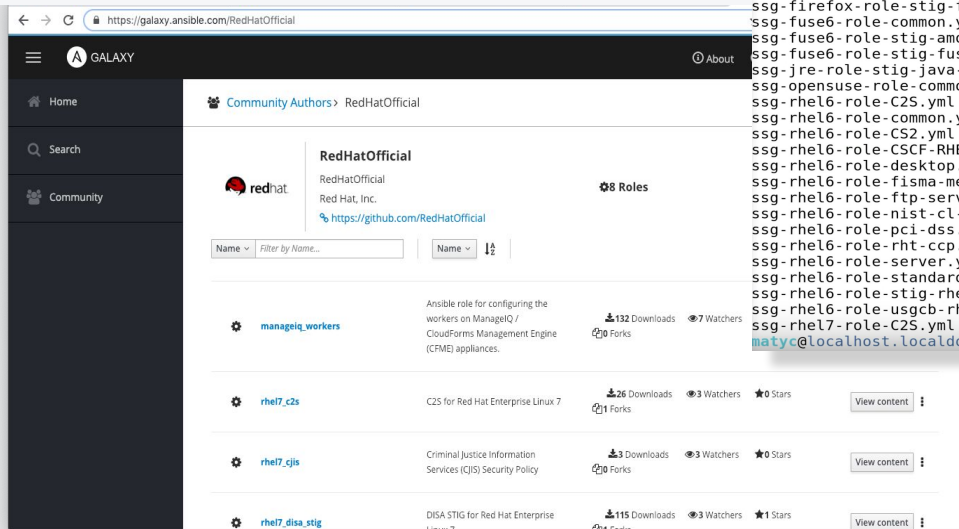 https://galaxy.ansible.com/RedHatOfficial
A GALAXY
About
Home
Search
Community
Community Authors > RedHatOfficial
redhat
RedHatOfficial
RedHatOfficial
Red Hat, Inc.
https://github.com/RedHatOfficial
8 Roles
Name
Filter by Name...
Name
manageiq_workers
Ansible role for configuring the
workers on ManageIQ /
CloudForms Management Engine
(CFME) appliances.
132 Downloads 7 Watchers
0 Forks
rhel7_c2s
C2S for Red Hat Enterprise Linux 7
26 Downloads 3 Watchers 0 Stars
1 Forks
View content
rhel7_cjis
Criminal Justice Information
Services (CJIS) Security Policy
3 Downloads 3 Watchers 0 Stars
0 Forks
View content
rhel7_disa_stig
DISA STIG for Red Hat Enterprise
Linux 7
115 Downloads 3 Watchers 1 Stars
View content
ssg-firefox-role-stig-
ssg-fuse6-role-common.
ssg-fuse6-role-stig-am
ssg-fuse6-role-stig-fus
ssg-jre-role-stig-java-
ssg-opensuse-role-commo
ssg-rhel6-role-C2S.yml
ssg-rhel6-role-common.
ssg-rhel6-role-CS2.yml
ssg-rhel6-role-CSCF-RHE
ssg-rhel6-role-desktop.
ssg-rhel6-role-fisma-me
ssg-rhel6-role-ftp-serv
ssg-rhel6-role-nist-cl-
ssg-rhel6-role-pci-dss.
ssg-rhel6-role-rht-ccp.
ssg-rhel6-role-server.
ssg-rhel6-role-standard
ssg-rhel6-role-stig-rhe
ssg-rhel6-role-usgcb-rh
ssg-rhel7-role-C2S.yml
matyc@localhost.localdo